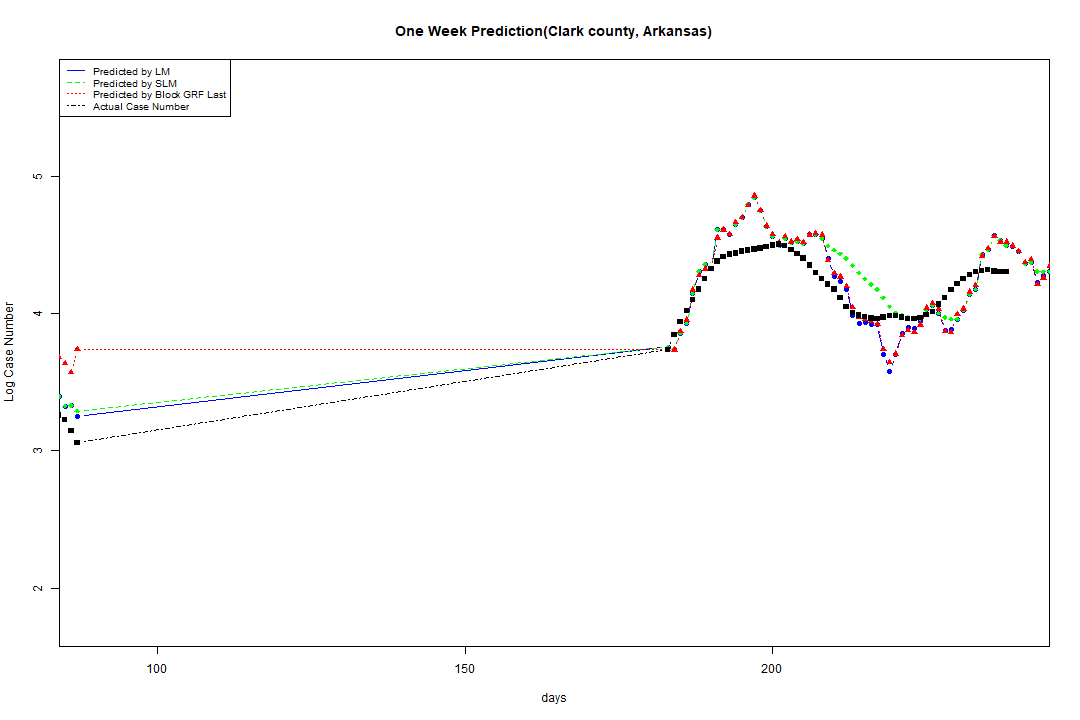 One Week Prediction(Clark county, Arkansas)
Predicted by LM
Predicted by SLM
Predicted by Block GRF Last
Actual Case Number
5
4
3
2
Log Case Number
100 150 200
days